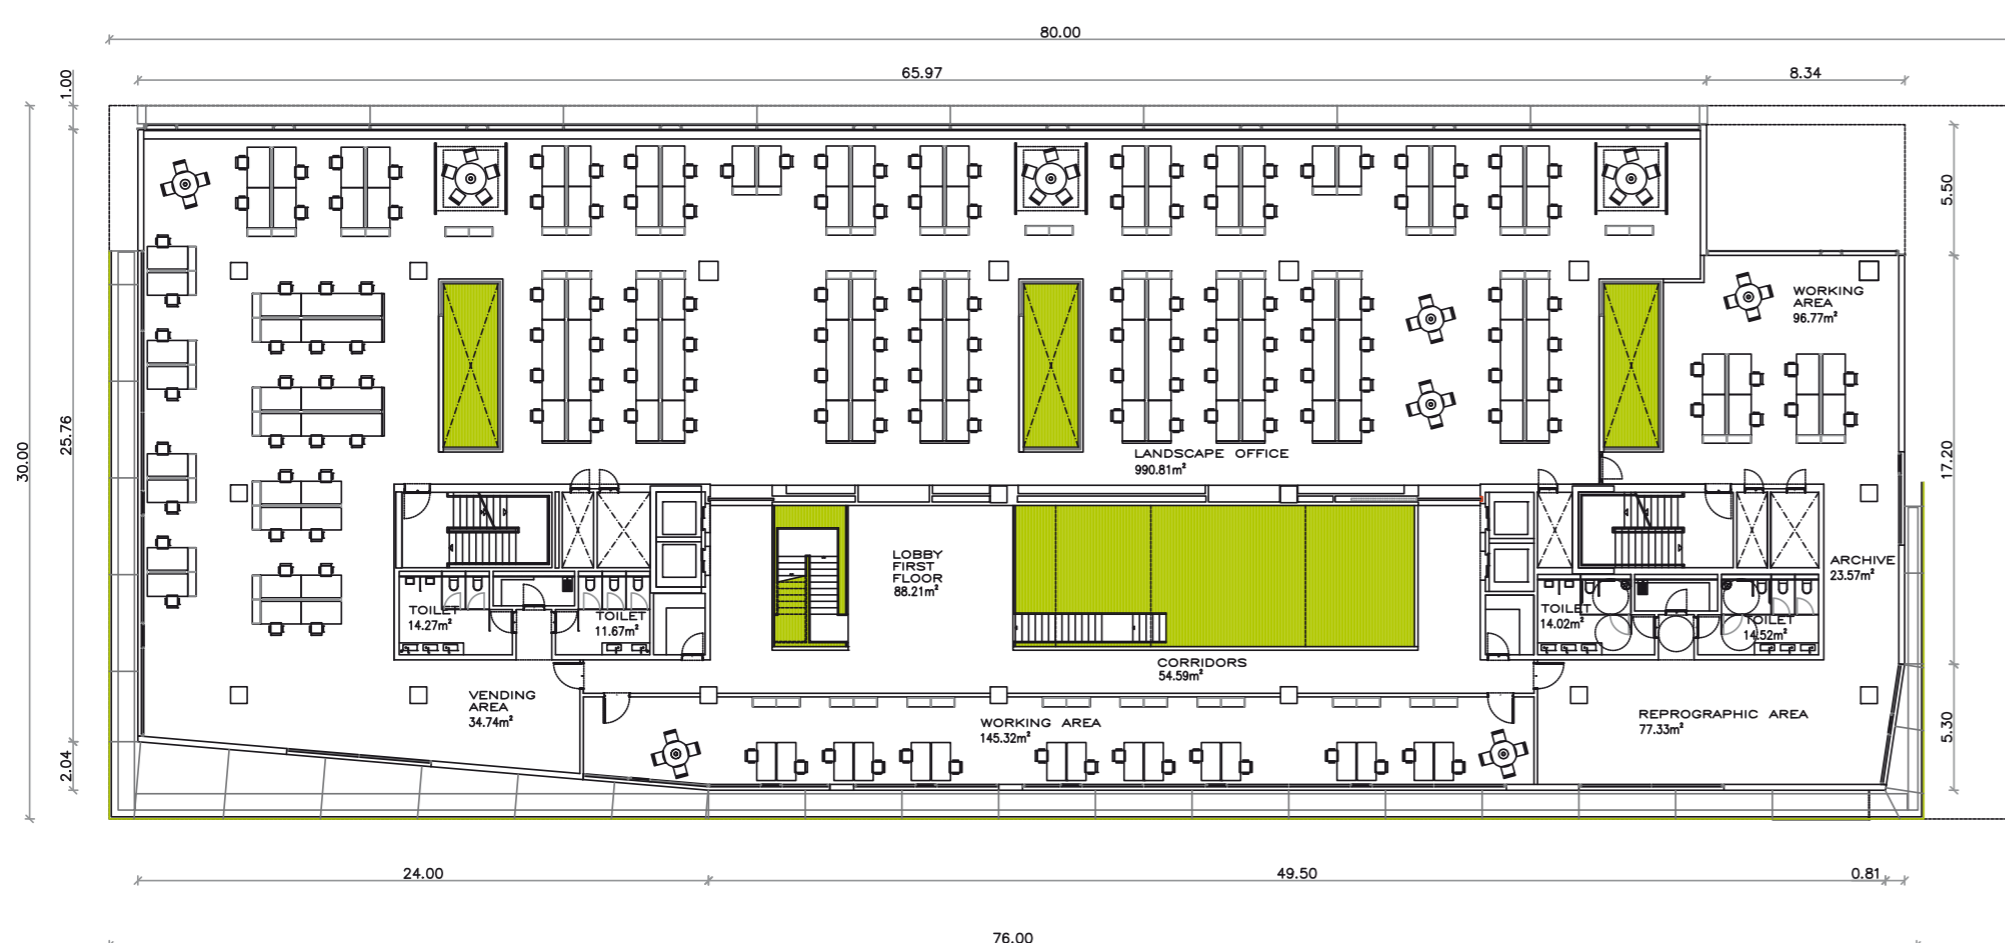 80.00
65.97
8.34
1.00
5.50
WORKING
AREA
96.77m²
25.76
30.00
17.20
LANDSCAPE OFFICE
990.81m²
LOBBY
FIRST
FLOOR
88.21m²
ARCHIVE
23.57m²
TOILET
14.27m²
TOILET
11.67m²
TOILET
14.02m²
TOILET
14.52m²
CORRIDORS
54.59m²
VENDING
AREA
34.74m²
WORKING AREA
145.32m²
REPROGRAPHIC AREA
77.33m²
5.30
2.04
24.00
49.50
0.81
76.00